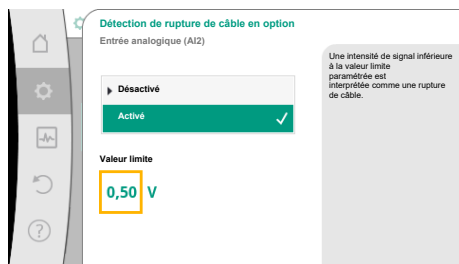 Détection de rupture de câble en option
Entrée analogique (AI2)
Désactivé
Activé
Valeur limite
0,50 V
Une intensité de signal inférieure
à la valeur limite
paramétrée est
interprétée comme une rupture
de câble.
?